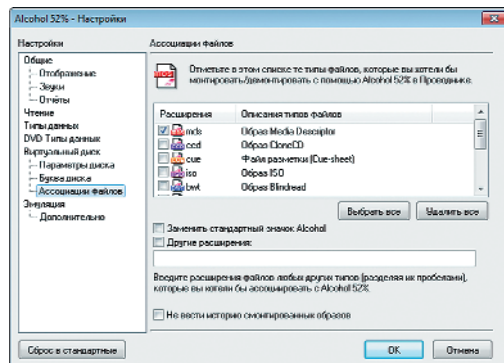 Alcohol 52% - Настройки
Настройки
Общие
Отображение
Звуки
Отчёты
Чтение
Типы данных
DVD Типы данных
Виртуальный диск
Параметры диска
Буква диска
Ассоциации файлов
Эмуляция
Дополнительно
Ассоциации файлов
Отметьте в этом списке те типы файлов, которые вы хотели бы
монтировать/демонтировать с помощью Alcohol 52% в Проводнике.
Расширения Описания типов файлов
mds Образ Media Descriptor
ccd Образ CloneCD
cue Файл разметки (Cue-sheet)
iso Образ ISO
bwt Образ Blindread
Выбрать все Удалить все
Заменить стандартный значок Alcohol
Другие расширения:
Введите расширения файлов любых других типов (разделяя их пробелами),
которые вы хотели бы ассоциировать с Alcohol 52%
Не вести историю смонтированных образов
Сброс в стандартные OK Отмена